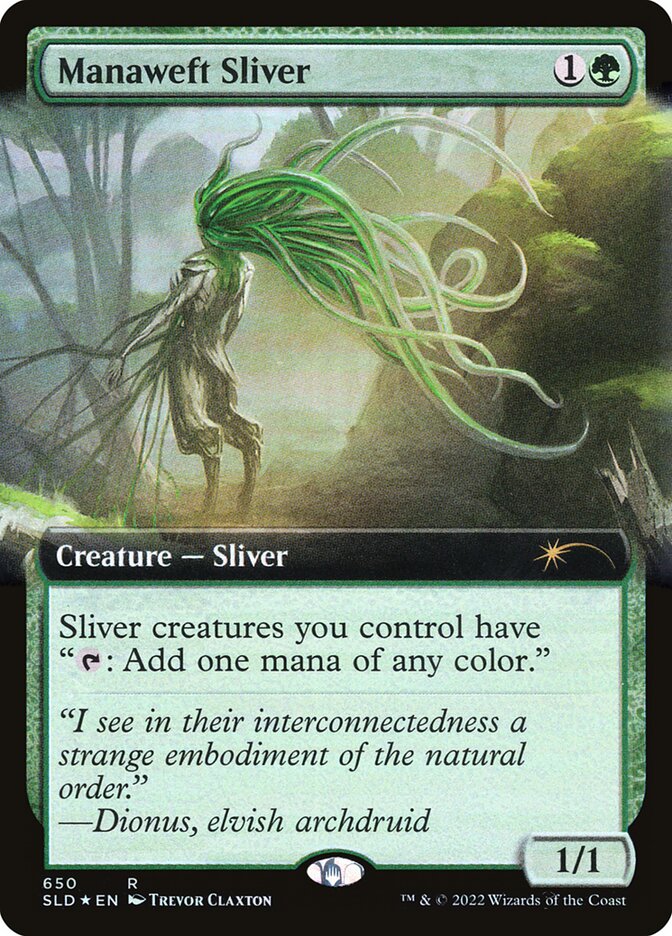 Manaweft Sliver 1
Creature — Sliver
Sliver creatures you control have
“: Add one mana of any color.”
“I see in their interconnectedness a
strange embodiment of the natural
order.”
—Dionus, elvish archdruid
1/1
650 R
SLD ★ EN Trevor Claxton
™ & © 2022 Wizards of the Coast